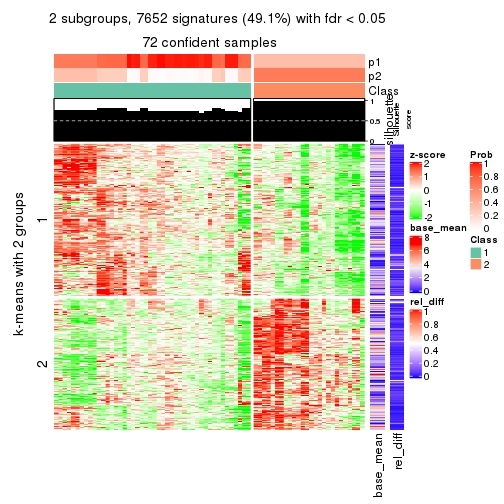 2 subgroups, 7652 signatures (49.1%) with fdr < 0.05
72 confident samples
p1
p2
Class
1
0.5
0
silhouette
Silhouette
score
k-means with 2 groups
1
2
base_mean
rel_diff
z-score
2
1
0
-1
-2
base_mean
8
6
4
2
0
rel_diff
1
0.8
0.6
0.4
0.2
0
Prob
1
0.8
0.6
0.4
0.2
0
Class
1
2